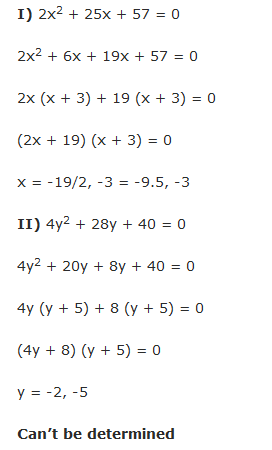 I) 2x² + 25x + 57 = 0
2x² + 6x + 19x + 57 = 0
2x (x + 3) + 19 (x + 3) = 0
(2x + 19) (x + 3) = 0
x = -19/2, -3 = -9.5, -3
II) 4y² + 28y + 40 = 0
4y² + 20y + 8y + 40 = 0
4y (y + 5) + 8 (y + 5) = 0
(4y + 8) (y + 5) = 0
y = -2, -5
Can't be determined